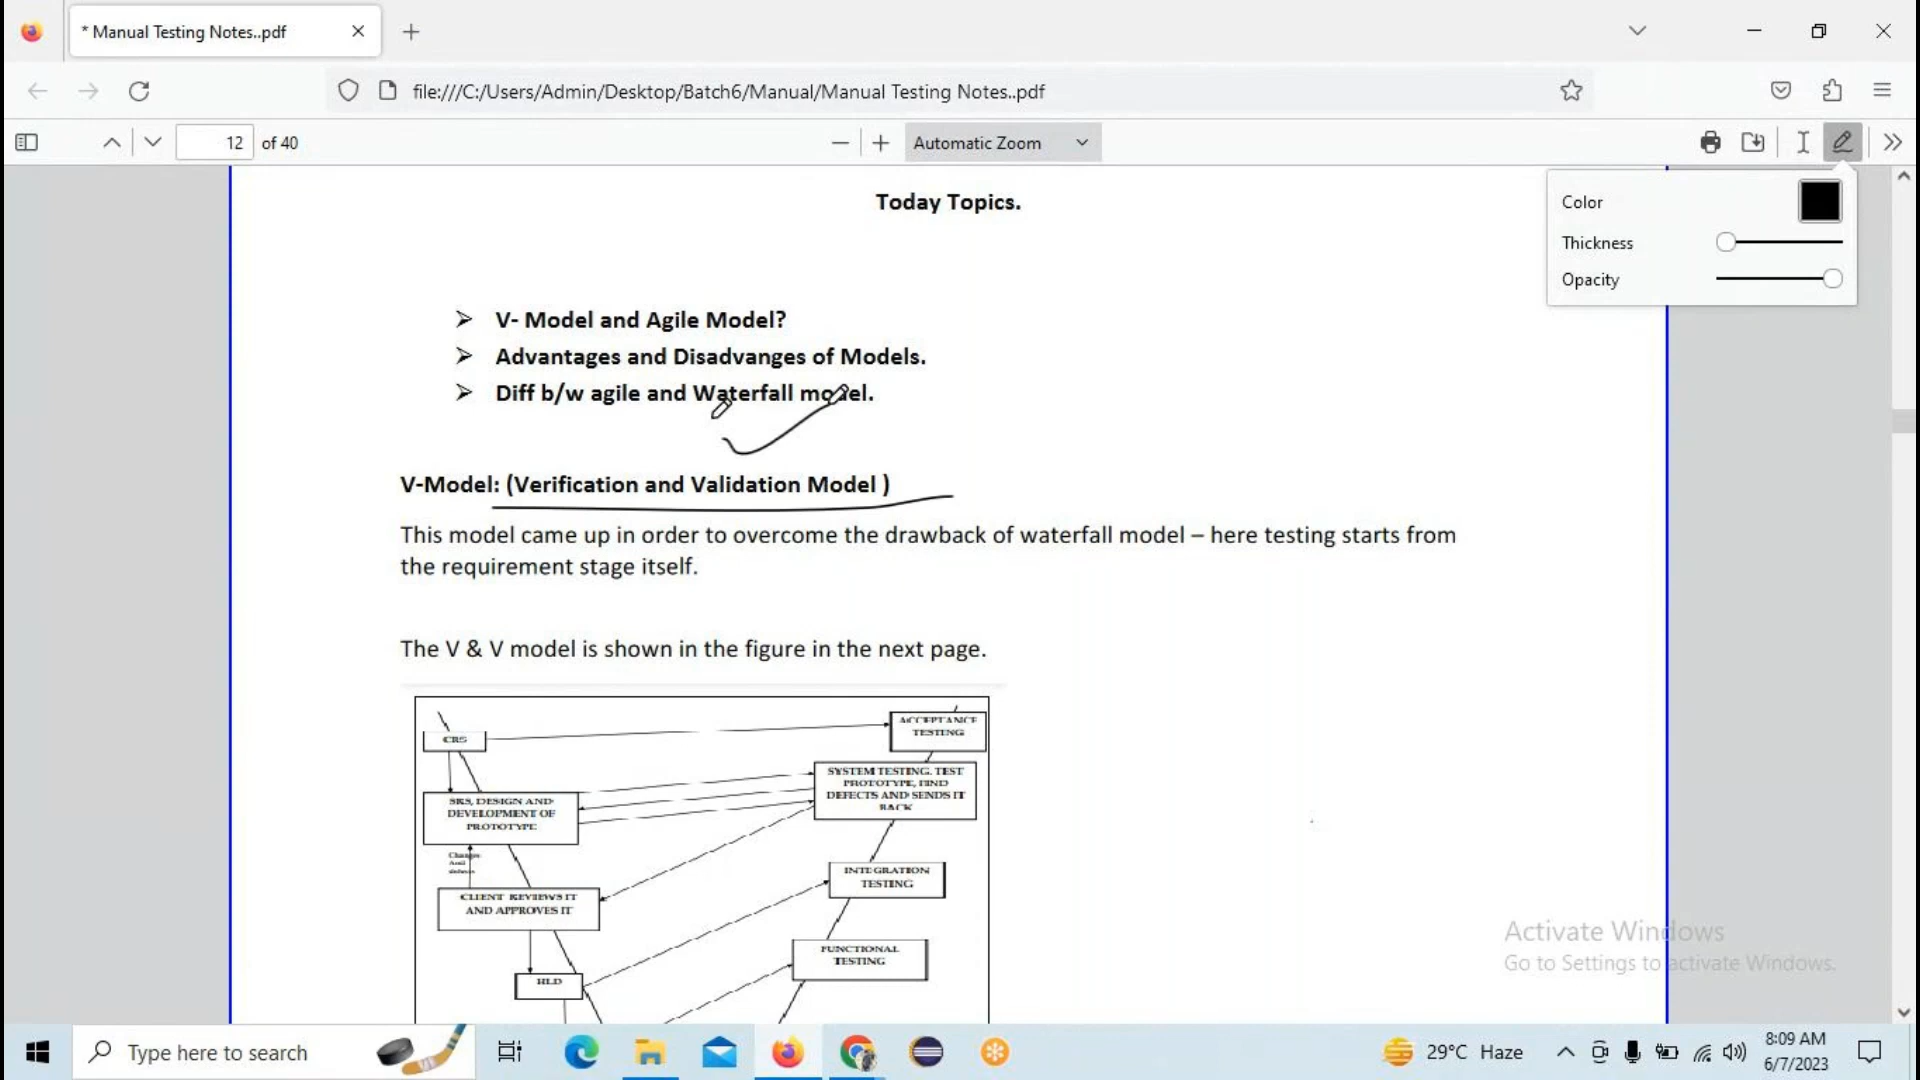 * Manual Testing Notes..pdf
file:///C:/Users/Admin/Desktop/Batch6/Manual/Manual Testing Notes..pdf
12 of 40
Automatic Zoom
Color
Thickness
Opacity
Today Topics.
V- Model and Agile Model?
Advantages and Disadvanges of Models.
Diff b/w agile and Waterfall model.
V-Model: (Verification and Validation Model )
This model came up in order to overcome the drawback of waterfall model – here testing starts from
the requirement stage itself.
The V & V model is shown in the figure in the next page.
CRS
ACCEPTANCE
TESTING
SRS, DESIGN AND
DEVELOPMENT OF
PROTOTYPE
SYSTEM TESTING. TEST
PROTOTYPE, FIND
DEFECTS AND SENDS IT
BACK
Changes
CLIENT REVIEWS IT
AND APPROVES IT
INTEGRATION
TESTING
HLD
FUNCTIONAL
TESTING
Activate Windows
Go to Settings to activate Windows.
Type here to search
29°C Haze
8:09 AM
6/7/2023